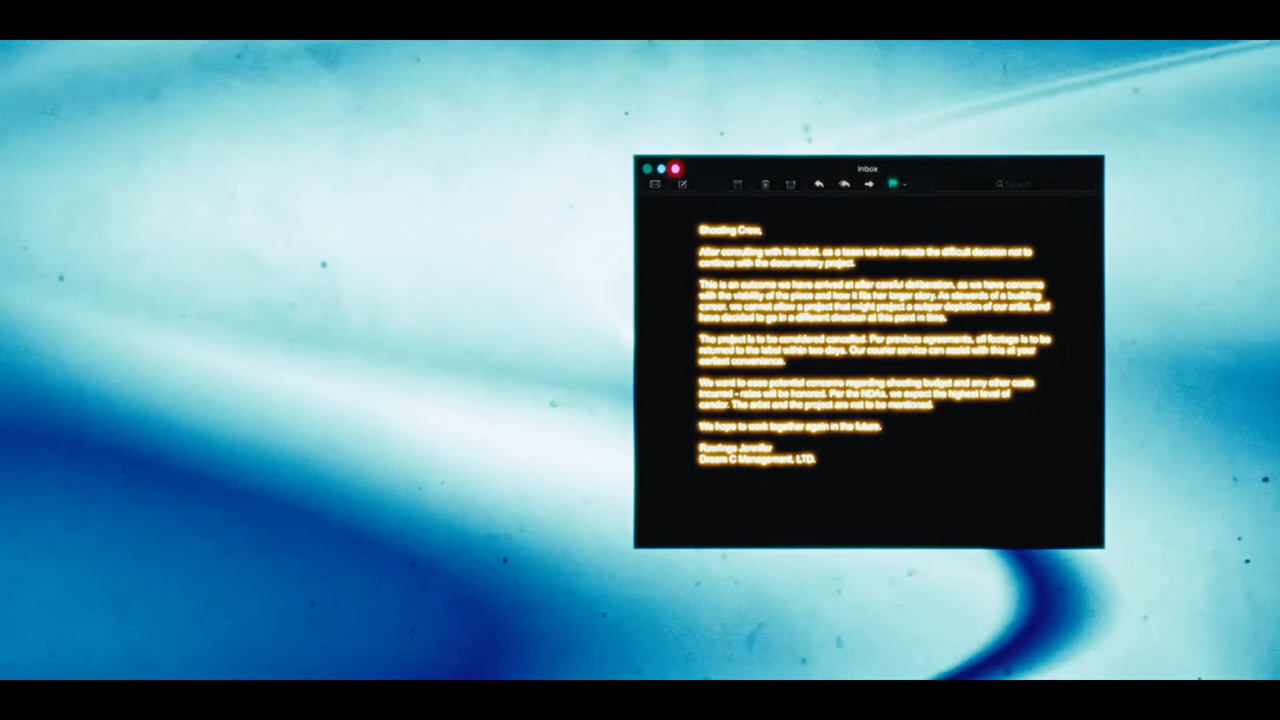 Inbox
Search
Shooting Crew,
After consulting with the label, as a team we have made the difficult decision not to
continue with the documentary project.
This is an outcome we have arrived at after careful deliberation, as we have concerns
with the viability of the piece and how it fits her larger story. As stewards of a budding
career, we cannot allow a project that might project a subpar depiction of our artist, and
have decided to go in a different direction at this point in time.
The project is to be considered cancelled. Per previous agreements, all footage is to be
returned to the label within two days. Our courier service can assist with this at your
earliest convenience.
We want to ease potential concerns regarding shooting budget and any other costs
incurred - rates will be honored. Per the NDAs, we expect the highest level of
candor. The artist and the project are not to be mentioned.
We hope to work together again in the future.
Rawlings Jennifer
Dream C Management, LTD.